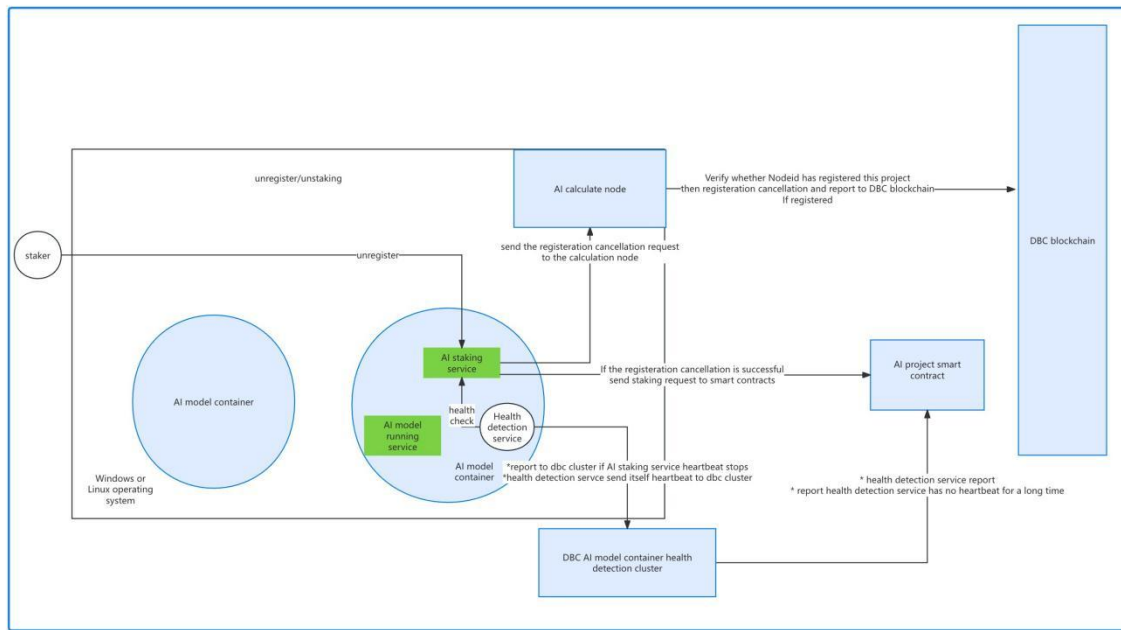 unregister/unstaking
AI calculate node
Verify whether Nodeid has registered this project
then registeration cancellation and report to DBC blockchain
If registered
DBC blockchain
staker
unregister
send the registeration cancellation request
to the calculation node
AI staking
service
If the registeration cancellation is successful
send staking request to smart contracts
AI project smart
contract
AI model container
health
check
Health
detection
service
AI model
running
service
AI model
container
*report to dbc cluster if AI staking service heartbeat stops
*health detection servce send itself heartbeat to dbc cluster
Windows or
Linux operating
system
* health detection service report
* report health detection service has no heartbeat for a long time
DBC AI model container health
detection cluster